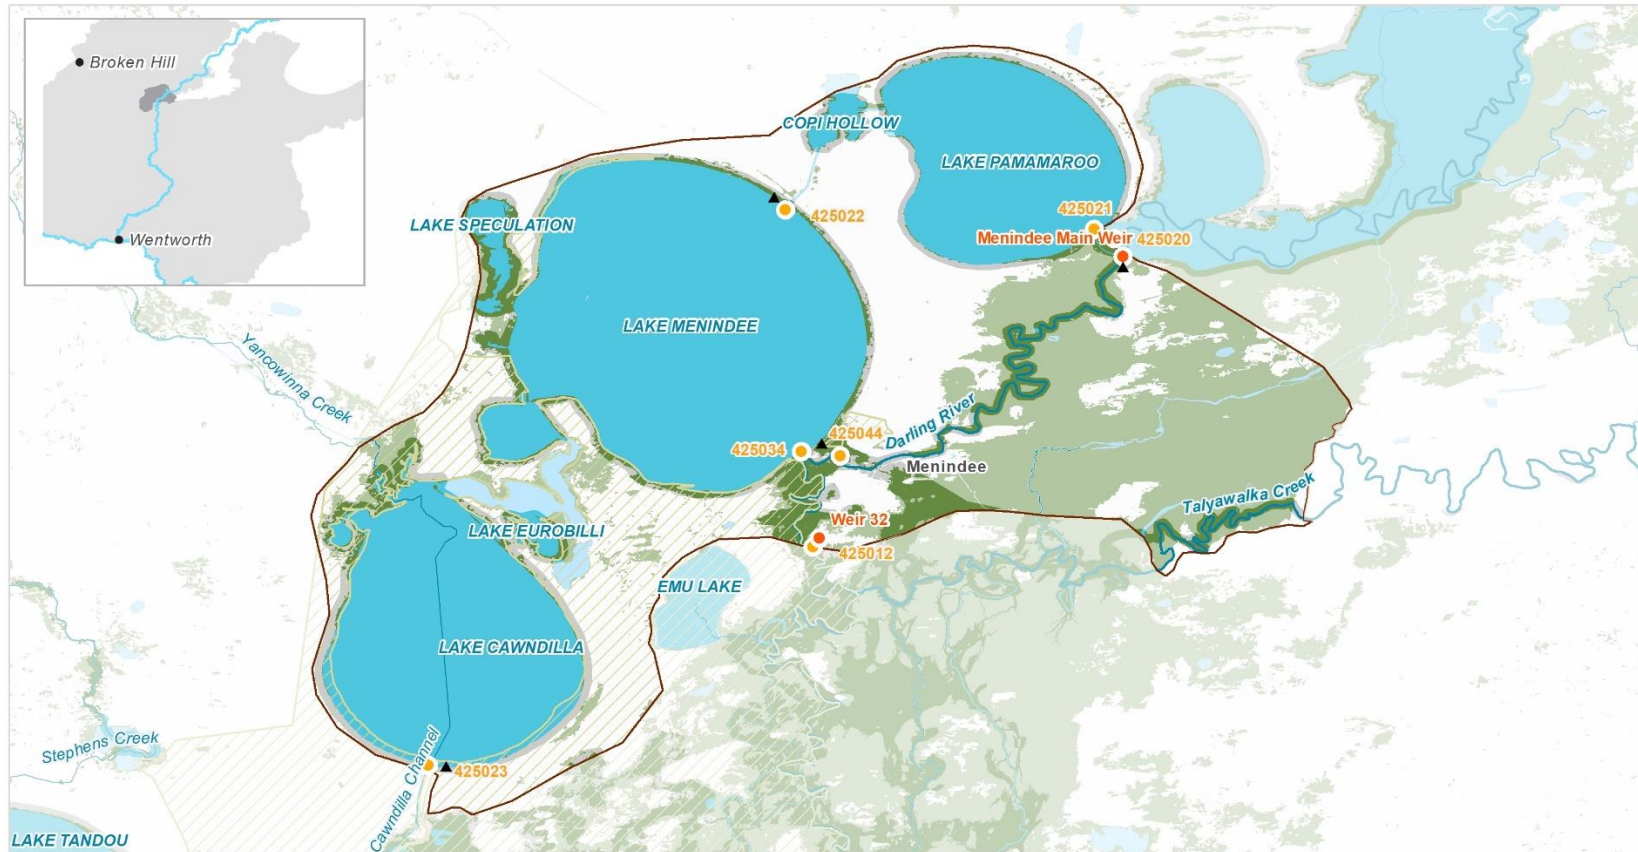 Broken Hill
Wentworth
COPI HOLLOW
LAKE PAMAMAROO
LAKE SPECULATION
425022
425021
Menindee Main Weir 425020
LAKE MENINDEE
Yancowinna Creek
Darling River
425034
425044
Menindee
Talyawalka Creek
Weir 32
425012
LAKE EUROBILLI
EMU LAKE
LAKE CAWNDILLA
Stephens Creek
Cawndilla Channel
425023
LAKE TANDOU